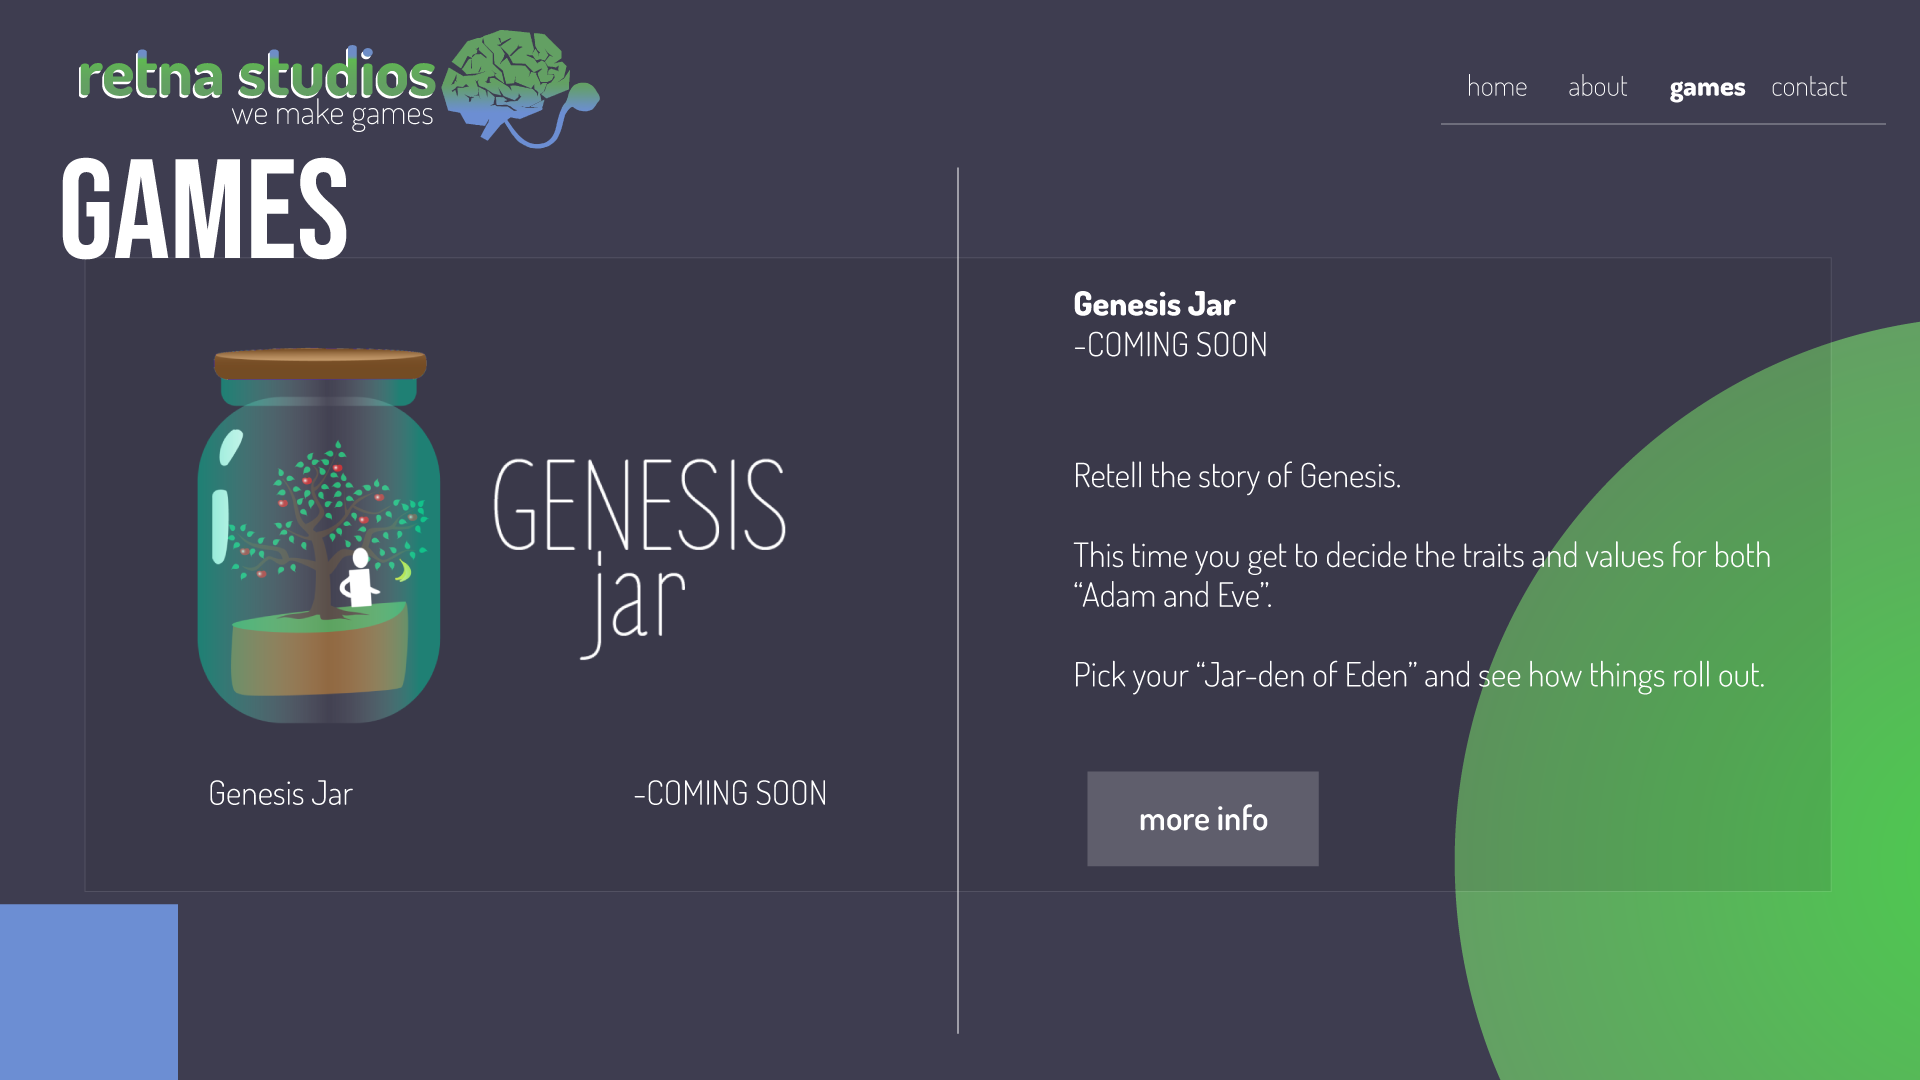 retna studios
we make games
home about games contact
GAMES
GENESIS
jar
Genesis Jar -COMING SOON
Genesis Jar
-COMING SOON
Retell the story of Genesis.
This time you get to decide the traits and values for both
“Adam and Eve”.
Pick your “Jar-den of Eden” and see how things roll out.
more info